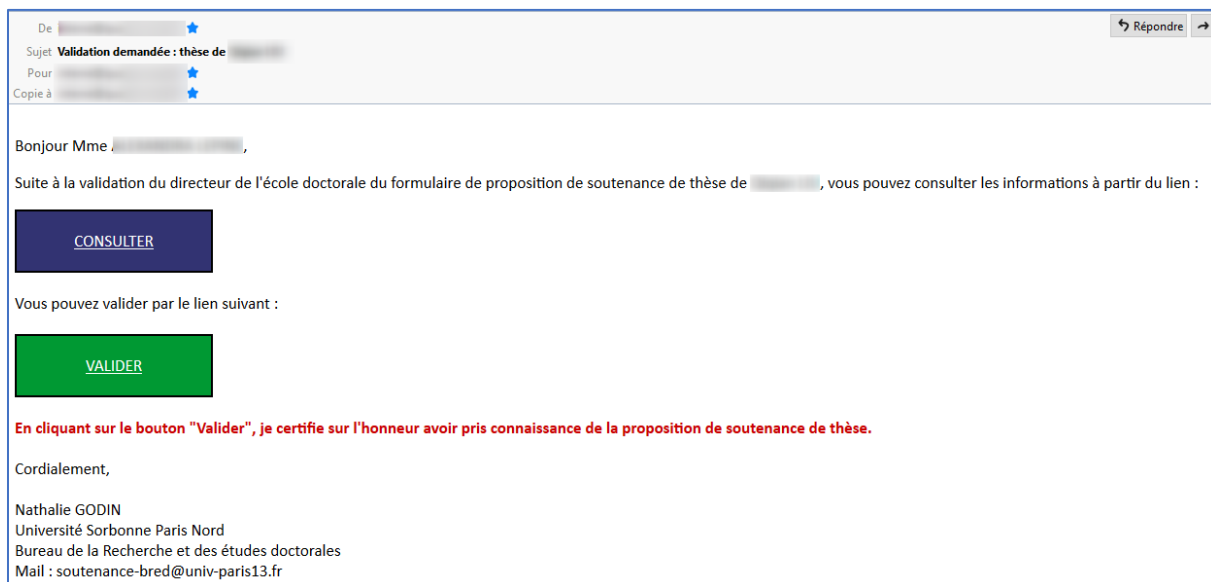 De
Répondre
Sujet Validation demandée : thèse de
Pour
Copie à
Bonjour Mme
Suite à la validation du directeur de l'école doctorale du formulaire de proposition de soutenance de thèse de , vous pouvez consulter les informations à partir du lien :
CONSULTER
Vous pouvez valider par le lien suivant :
VALIDER
En cliquant sur le bouton "Valider", je certifie sur l'honneur avoir pris connaissance de la proposition de soutenance de thèse.
Cordialement,
Nathalie GODIN
Université Sorbonne Paris Nord
Bureau de la Recherche et des études doctorales
Mail : soutenance-bred@univ-paris13.fr